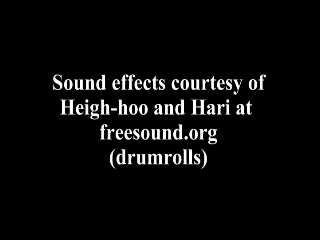 Sound effects courtesy of
Heigh-hoo and Hari at
freesound.org
(drumrolls)